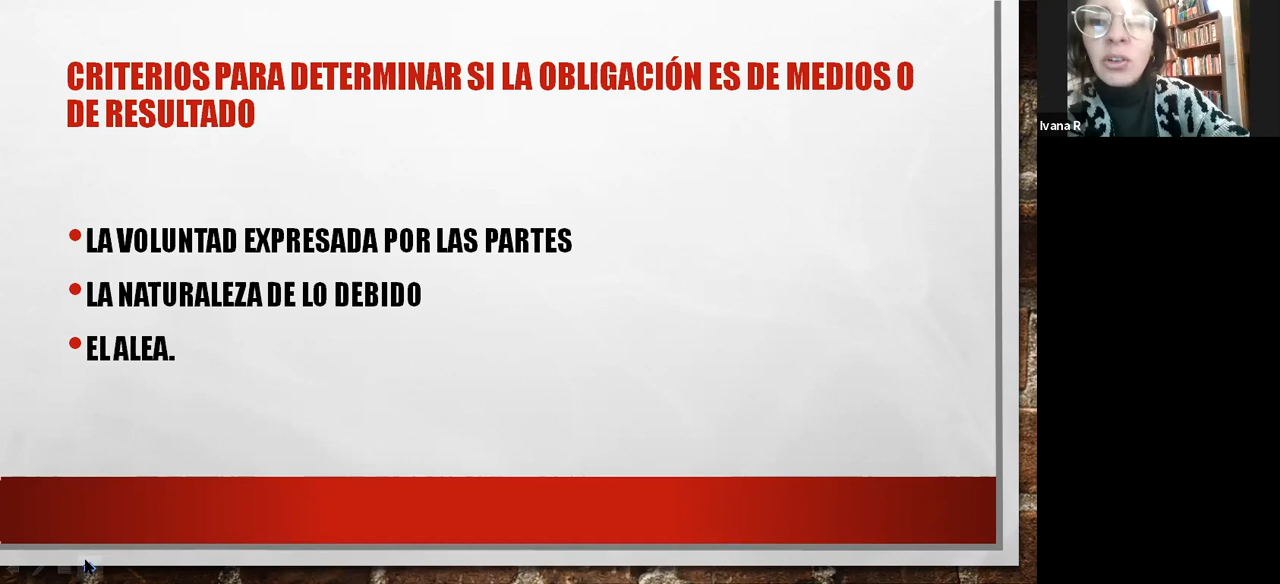 CRITERIOS PARA DETERMINAR SI LA OBLIGACIÓN ES DE MEDIOS O
DE RESULTADO
•LA VOLUNTAD EXPRESADA POR LAS PARTES
•LA NATURALEZA DE LO DEBIDO
•EL ALEA.
Ivana R